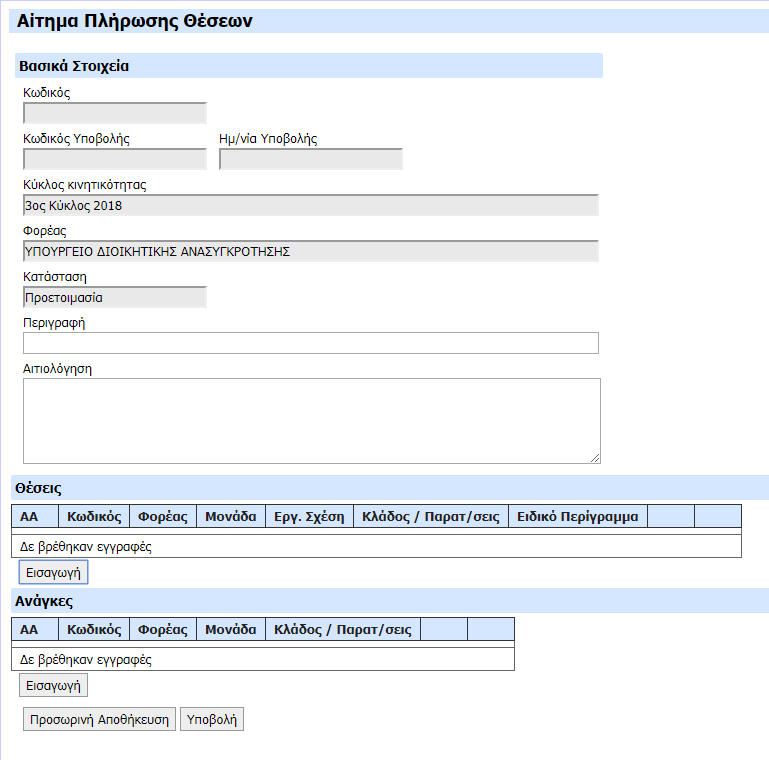 Αίτημα Πλήρωσης Θέσεων
Βασικά Στοιχεία
Κωδικός
Κωδικός Υποβολής Ημ/νία Υποβολής
Κύκλος κινητικότητας
3ος Κύκλος 2018
Φορέας
ΥΠΟΥΡΓΕΙΟ ΔΙΟΙΚΗΤΙΚΗΣ ΑΝΑΣΥΓΚΡΟΤΗΣΗΣ
Κατάσταση
Προετοιμασία
Περιγραφή
Αιτιολόγηση
Θέσεις
ΑΑ Κωδικός Φορέας Μονάδα Εργ. Σχέση Κλάδος / Παρατ/σεις Ειδικό Περίγραμμα
Δε βρέθηκαν εγγραφές
Εισαγωγή
Ανάγκες
ΑΑ Κωδικός Φορέας Μονάδα Κλάδος / Παρατ/σεις
Δε βρέθηκαν εγγραφές
Εισαγωγή
Προσωρινή Αποθήκευση Υποβολή